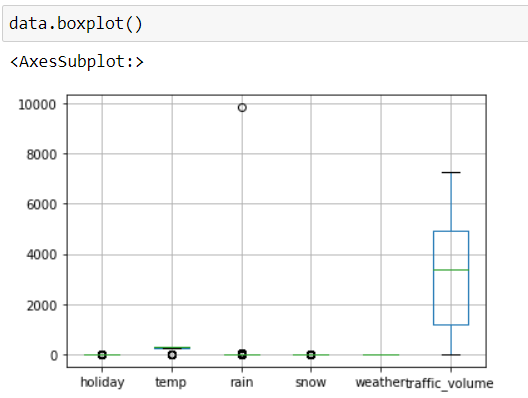 data.boxplot()
<AxesSubplot:>
10000
8000
6000
4000
2000
0
holiday temp rain snow weather traffic_volume